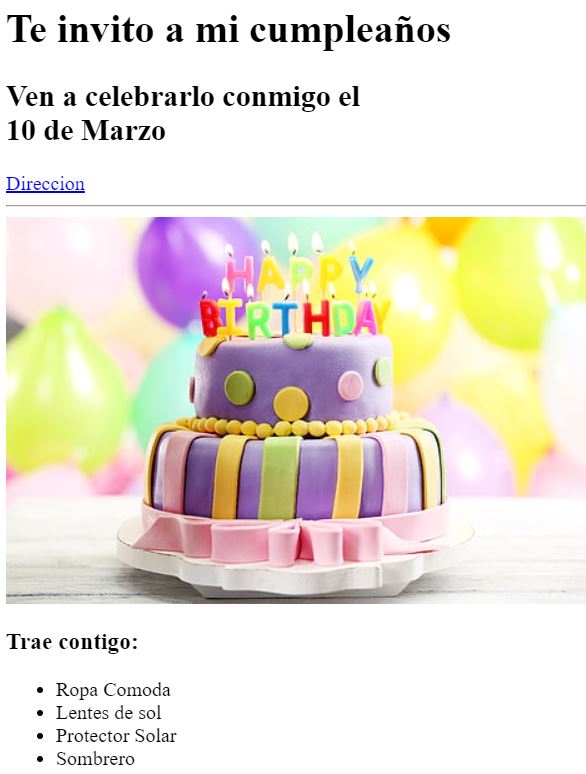 Te invito a mi cumpleaños
Ven a celebrarlo conmigo el
10 de Marzo
Direccion
HAPPY
BIRTHDAY
Trae contigo:
Ropa Comoda
Lentes de sol
Protector Solar
Sombrero